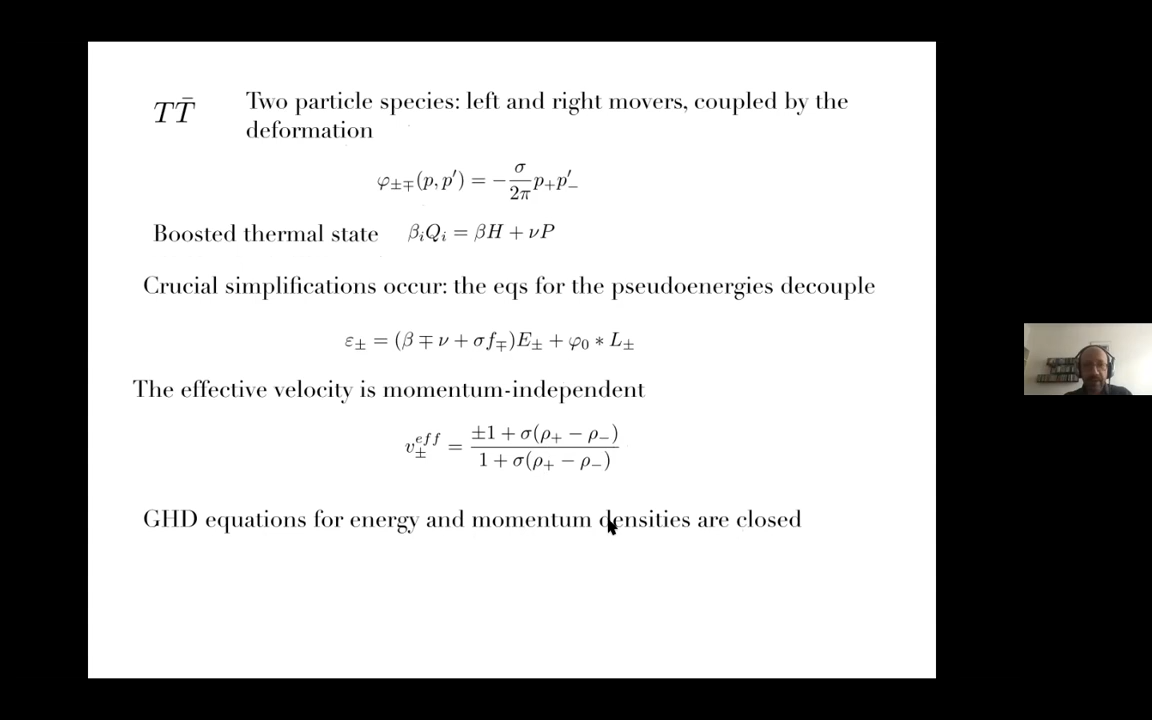 TT̄ Two particle species: left and right movers, coupled by the
deformation
φ±∓(p, p′) = −σ/2π p₊p′₋
Boosted thermal state βᵢQᵢ = βH + νP
Crucial simplifications occur: the eqs for the pseudoenergies decouple
ε± = (β ∓ ν + σf∓)E± + φ₀ * L±
The effective velocity is momentum-independent
v±^eff = (±1 + σ(ρ₊ − ρ₋))/(1 + σ(ρ₊ − ρ₋))
GHD equations for energy and momentum densities are closed